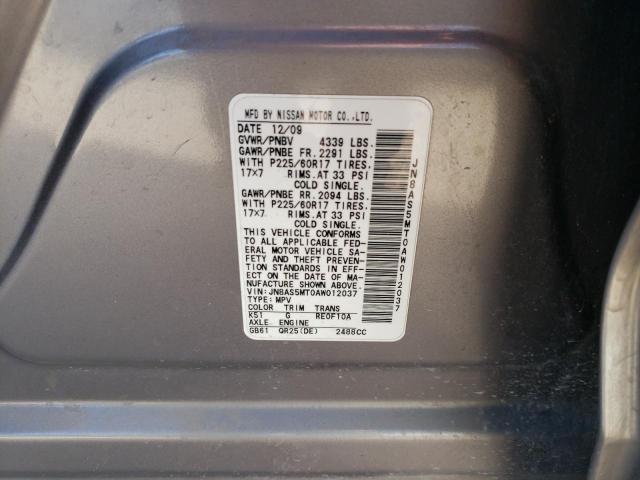 MFD BY NISSAN MOTOR CO.,LTD.
DATE 12/09
GVWR/PNBV 4339 LBS.
GAWR/PNBE FR. 2291 LBS.
WITH P225/60R17 TIRES.
17×7 RIMS. AT 33 PSI
COLD SINGLE.
GAWR/PNBE RR. 2094 LBS.
WITH P225/60R17 TIRES.
17×7 RIMS. AT 33 PSI
COLD SINGLE.
THIS VEHICLE CONFORMS
TO ALL APPLICABLE FED-
ERAL MOTOR VEHICLE SA-
FETY AND THEFT PREVEN-
TION STANDARDS IN EFF-
ECT ON THE DATE OF MA-
NUFACTURE SHOWN ABOVE.
VIN: JN8AS5MT0AW012037
TYPE: MPV
COLOR TRIM TRANS
K51 G RE0F10A
AXLE ENGINE
GB61 QR25(DE) 2488CC
JN8AS5MT0AW012037